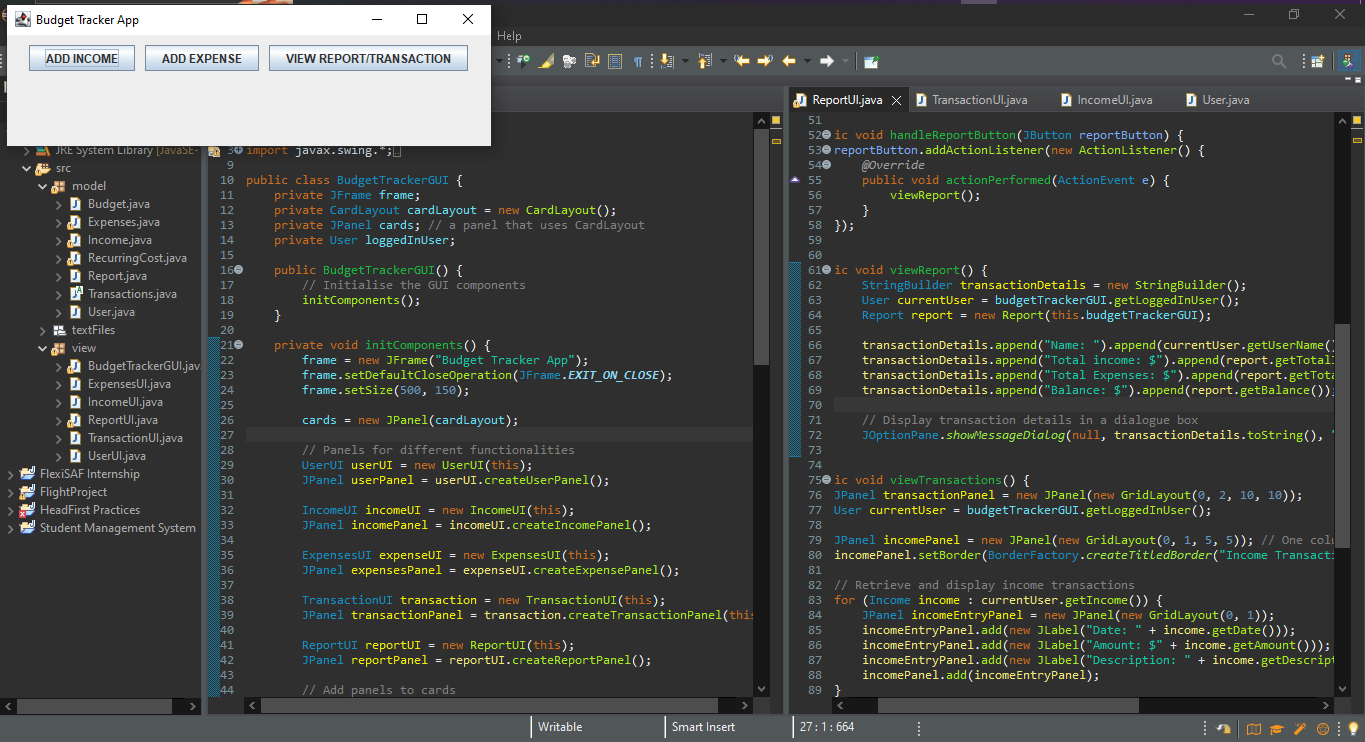 Budget Tracker App
ADD INCOME
ADD EXPENSE
VIEW REPORT/TRANSACTION
Help
JRE System Library [JavaSE-
src
model
Budget.java
Expenses.java
Income.java
RecurringCost.java
Report.java
Transactions.java
User.java
textFiles
view
BudgetTrackerGUI.jav
ExpensesUI.java
IncomeUI.java
ReportUI.java
TransactionUI.java
UserUI.java
FlexiSAF Internship
FlightProject
HeadFirst Practices
Student Management System
3 import javax.swing.*;
9
10 public class BudgetTrackerGUI {
11 private JFrame frame;
12 private CardLayout cardLayout = new CardLayout();
13 private JPanel cards; // a panel that uses CardLayout
14 private User loggedInUser;
15
16 public BudgetTrackerGUI() {
17 // Initialise the GUI components
18 initComponents();
19 }
20
21 private void initComponents() {
22 frame = new JFrame("Budget Tracker App");
23 frame.setDefaultCloseOperation(JFrame.EXIT_ON_CLOSE);
24 frame.setSize(500, 150);
25
26 cards = new JPanel(cardLayout);
27
28 // Panels for different functionalities
29 UserUI userUI = new UserUI(this);
30 JPanel userPanel = userUI.createUserPanel();
31
32 IncomeUI incomeUI = new IncomeUI(this);
33 JPanel incomePanel = incomeUI.createIncomePanel();
34
35 ExpensesUI expenseUI = new ExpensesUI(this);
36 JPanel expensesPanel = expenseUI.createExpensePanel();
37
38 TransactionUI transaction = new TransactionUI(this);
39 JPanel transactionPanel = transaction.createTransactionPanel(this
40
41 ReportUI reportUI = new ReportUI(this);
42 JPanel reportPanel = reportUI.createReportPanel();
43
44 // Add panels to cards
ReportUI.java
TransactionUI.java
IncomeUI.java
User.java
51
52 ic void handleReportButton(JButton reportButton) {
53 reportButton.addActionListener(new ActionListener() {
54 @Override
55 public void actionPerformed(ActionEvent e) {
56 viewReport();
57 }
58 });
59
60
61 ic void viewReport() {
62 StringBuilder transactionDetails = new StringBuilder();
63 User currentUser = budgetTrackerGUI.getLoggedInUser();
64 Report report = new Report(this.budgetTrackerGUI);
65
66 transactionDetails.append("Name: ").append(currentUser.getUserName(
67 transactionDetails.append("Total income: $").append(report.getTotal
68 transactionDetails.append("Total Expenses: $").append(report.getTota
69 transactionDetails.append("Balance: $").append(report.getBalance());
70
71 // Display transaction details in a dialogue box
72 JOptionPane.showMessageDialog(null, transactionDetails.toString(), "
73
74
75 ic void viewTransactions() {
76 JPanel transactionPanel = new JPanel(new GridLayout(0, 2, 10, 10));
77 User currentUser = budgetTrackerGUI.getLoggedInUser();
78
79 JPanel incomePanel = new JPanel(new GridLayout(0, 1, 5, 5)); // One colu
80 incomePanel.setBorder(BorderFactory.createTitledBorder("Income Transacti
81
82 // Retrieve and display income transactions
83 for (Income income : currentUser.getIncome()) {
84 JPanel incomeEntryPanel = new JPanel(new GridLayout(0, 1));
85 incomeEntryPanel.add(new JLabel("Date: " + income.getDate()));
86 incomeEntryPanel.add(new JLabel("Amount: $" + income.getAmount()));
87 incomeEntryPanel.add(new JLabel("Description: " + income.getDescript
88 incomePanel.add(incomeEntryPanel);
89 }
Writable
Smart Insert
27 : 1 : 664